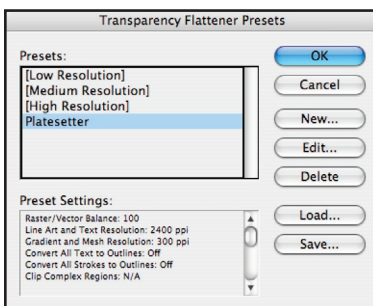 Transparency Flattener Presets
Presets:
[Low Resolution]
[Medium Resolution]
[High Resolution]
Platesetter
OK
Cancel
New...
Edit...
Delete
Load...
Save...
Preset Settings:
Raster/Vector Balance: 100
Line Art and Text Resolution: 2400 ppi
Gradient and Mesh Resolution: 300 ppi
Convert All Text to Outlines: Off
Convert All Strokes to Outlines: Off
Clip Complex Regions: N/A